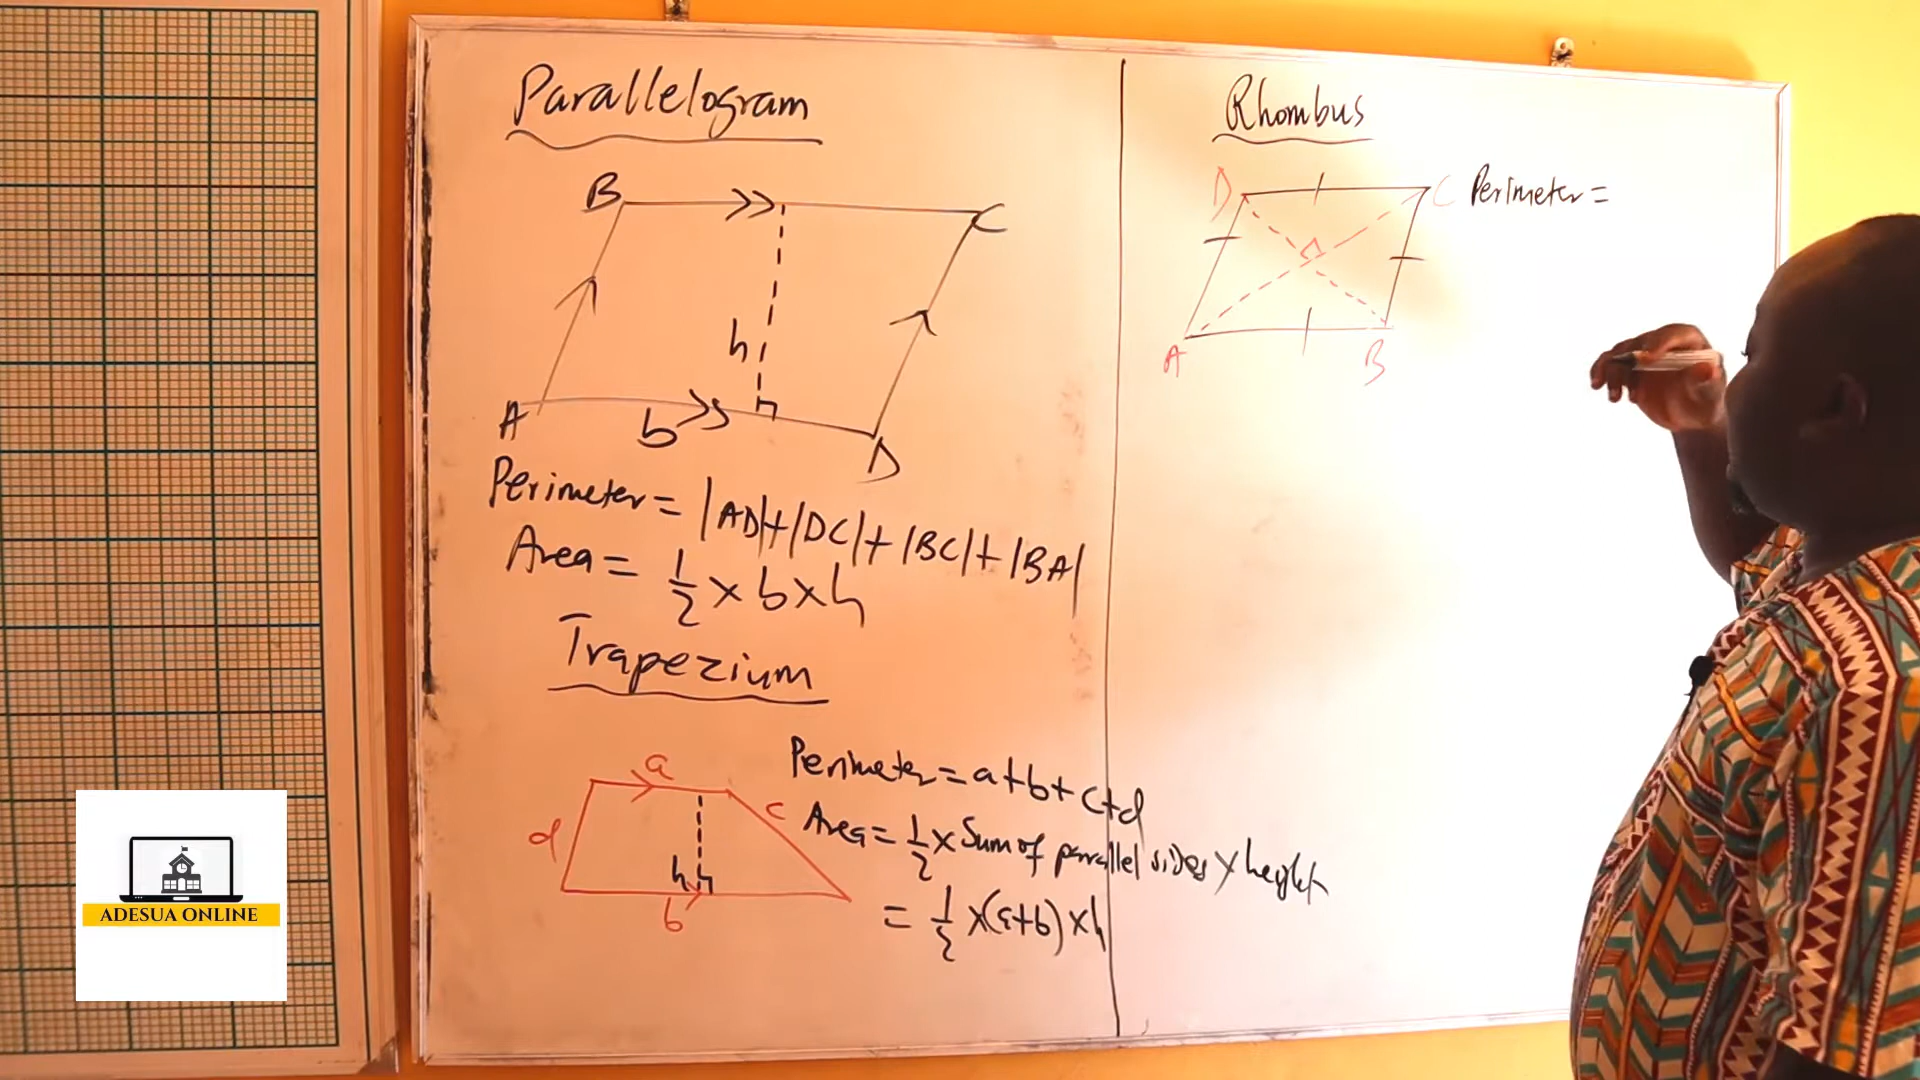 Parallelogram
B
C
h
A
b
D
Perimeter = |AD|+|DC|+|BC|+|BA|
Area = 1/2 x b x h
Trapezium
a
d
c
h
b
Perimeter = a+b+c+d
Area = 1/2 x Sum of parallel sides x height
= 1/2 x (a+b) x h
Rhombus
D
C
Perimeter =
A
B
ADESUA ONLINE